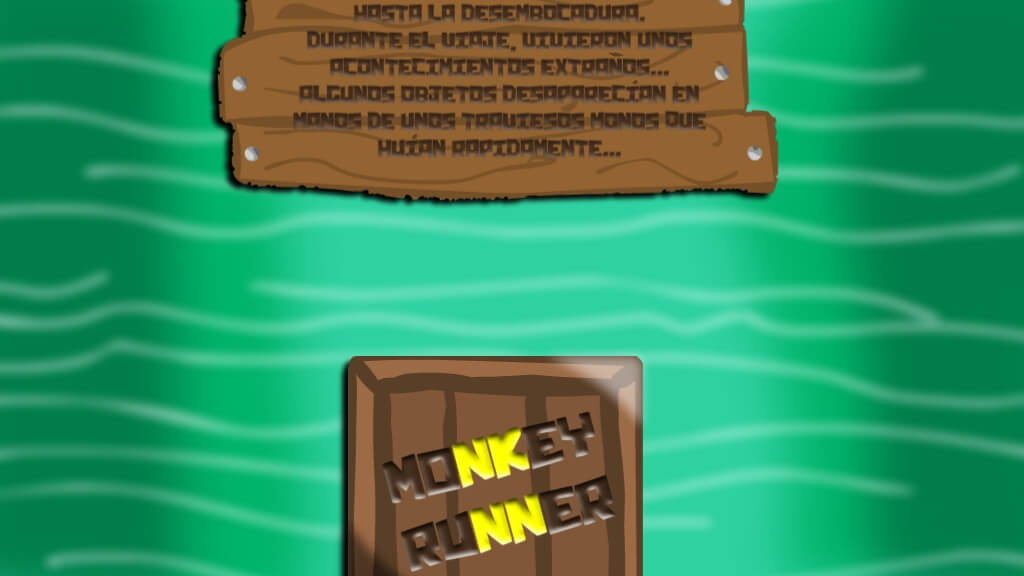 HASTA LA DESEMBOCADURA.
DURANTE EL VIAJE, VIVIERON UNOS
ACONTECIMIENTOS EXTRAÑOS...
ALGUNOS OBJETOS DESAPARECÍAN EN
MANOS DE UNOS TRAVIESOS MONOS QUE
HUÍAN RAPIDAMENTE...
MONKEY
RUNNER